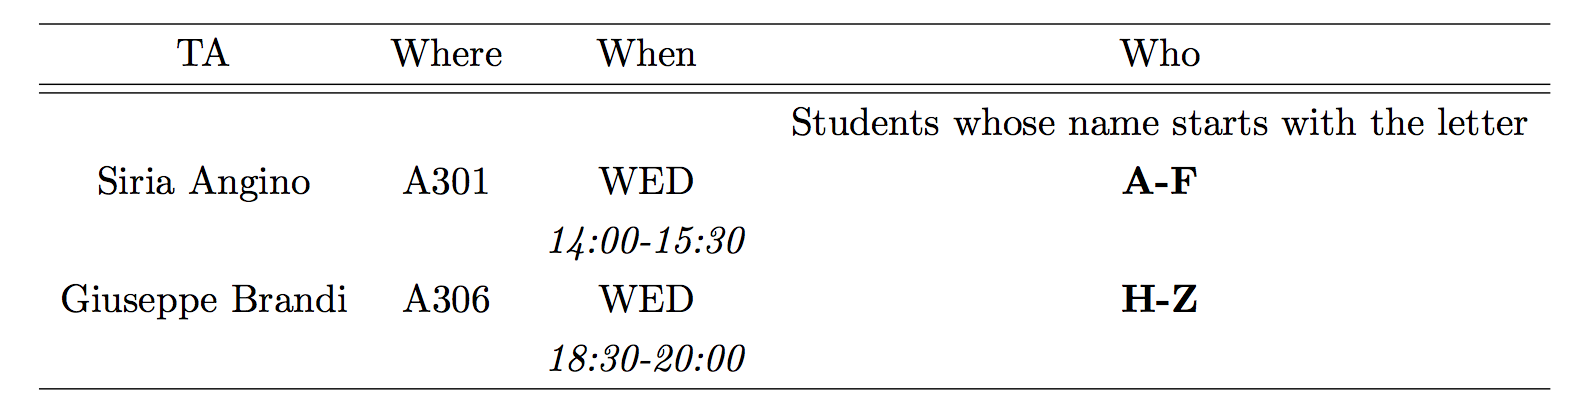 TA Where When Who
Students whose name starts with the letter
Siria Angino A301 WED A-F
14:00-15:30
Giuseppe Brandi A306 WED H-Z
18:30-20:00